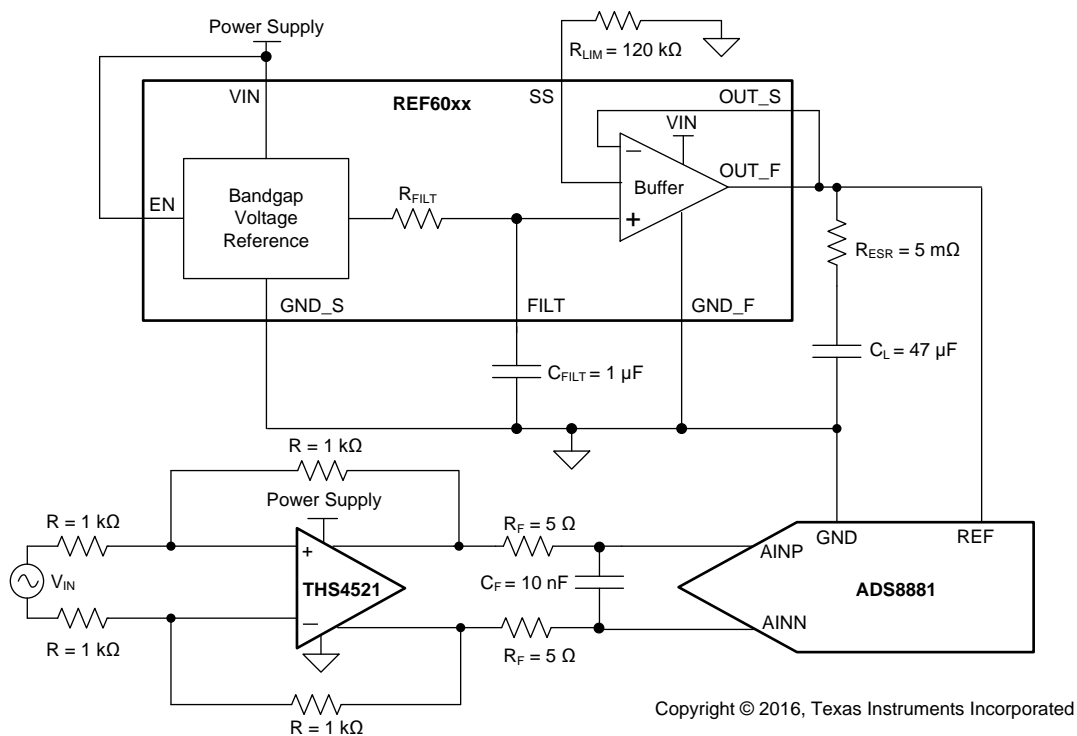 Power Supply
R_LIM = 120 kΩ
VIN
REF60xx
SS
OUT_S
VIN
OUT_F
Buffer
EN
Bandgap
Voltage
Reference
R_FILT
R_ESR = 5 mΩ
GND_S
FILT
GND_F
C_L = 47 µF
C_FILT = 1 µF
R = 1 kΩ
Power Supply
R = 1 kΩ
R_F = 5 Ω
GND
REF
AINP
V_IN
THS4521
C_F = 10 nF
ADS8881
AINN
R = 1 kΩ
R_F = 5 Ω
R = 1 kΩ
Copyright © 2016, Texas Instruments Incorporated